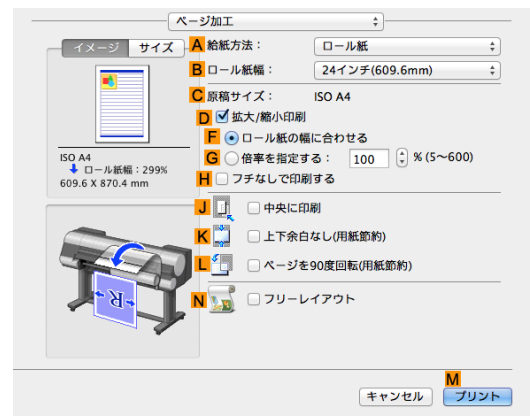 ページ加工
イメージ サイズ
A 給紙方法： ロール紙
B ロール紙幅： 24インチ(609.6mm)
C 原稿サイズ： ISO A4
D 拡大/縮小印刷
F ロール紙の幅に合わせる
G 倍率を指定する： 100 % (5～600)
H フチなしで印刷する
ISO A4
ロール紙幅：299%
609.6 X 870.4 mm
J 中央に印刷
K 上下余白なし(用紙節約)
L ページを90度回転(用紙節約)
R
N フリーレイアウト
M
キャンセル プリント